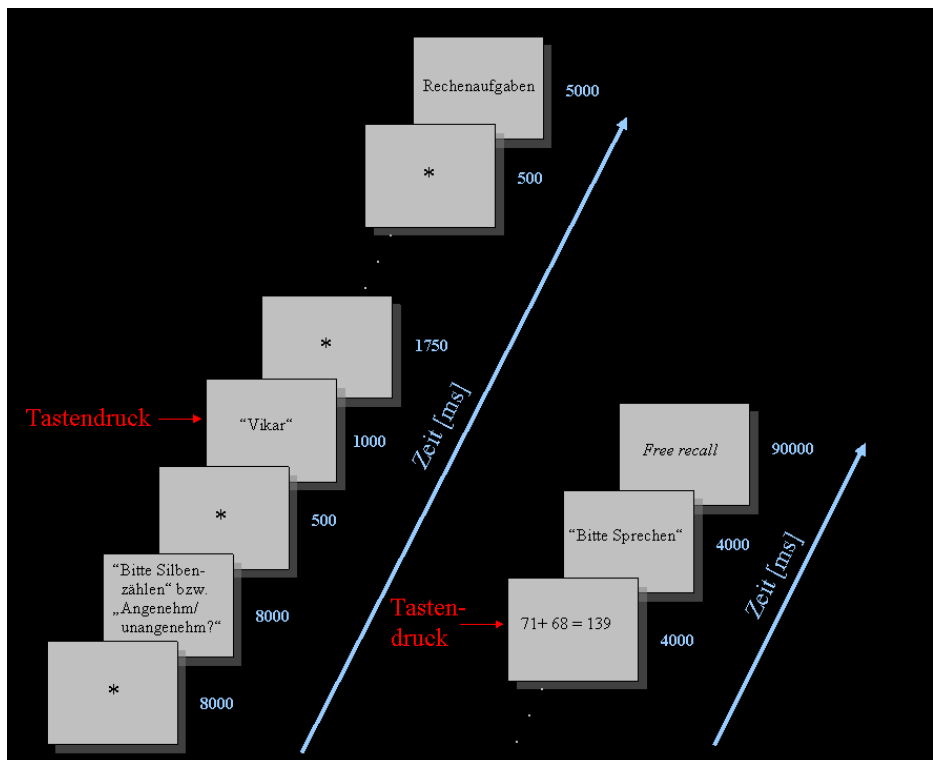 Rechenaufgaben
5000
*
500
*
1750
Tastendruck
“Vikar“
1000
*
500
“Bitte Silben-
zählen“ bzw.
„Angenehm/
unangenehm?“
8000
*
8000
Zeit [ms]
Free recall
90000
“Bitte Sprechen“
4000
Tasten-
druck
71+ 68 = 139
4000
Zeit [ms]